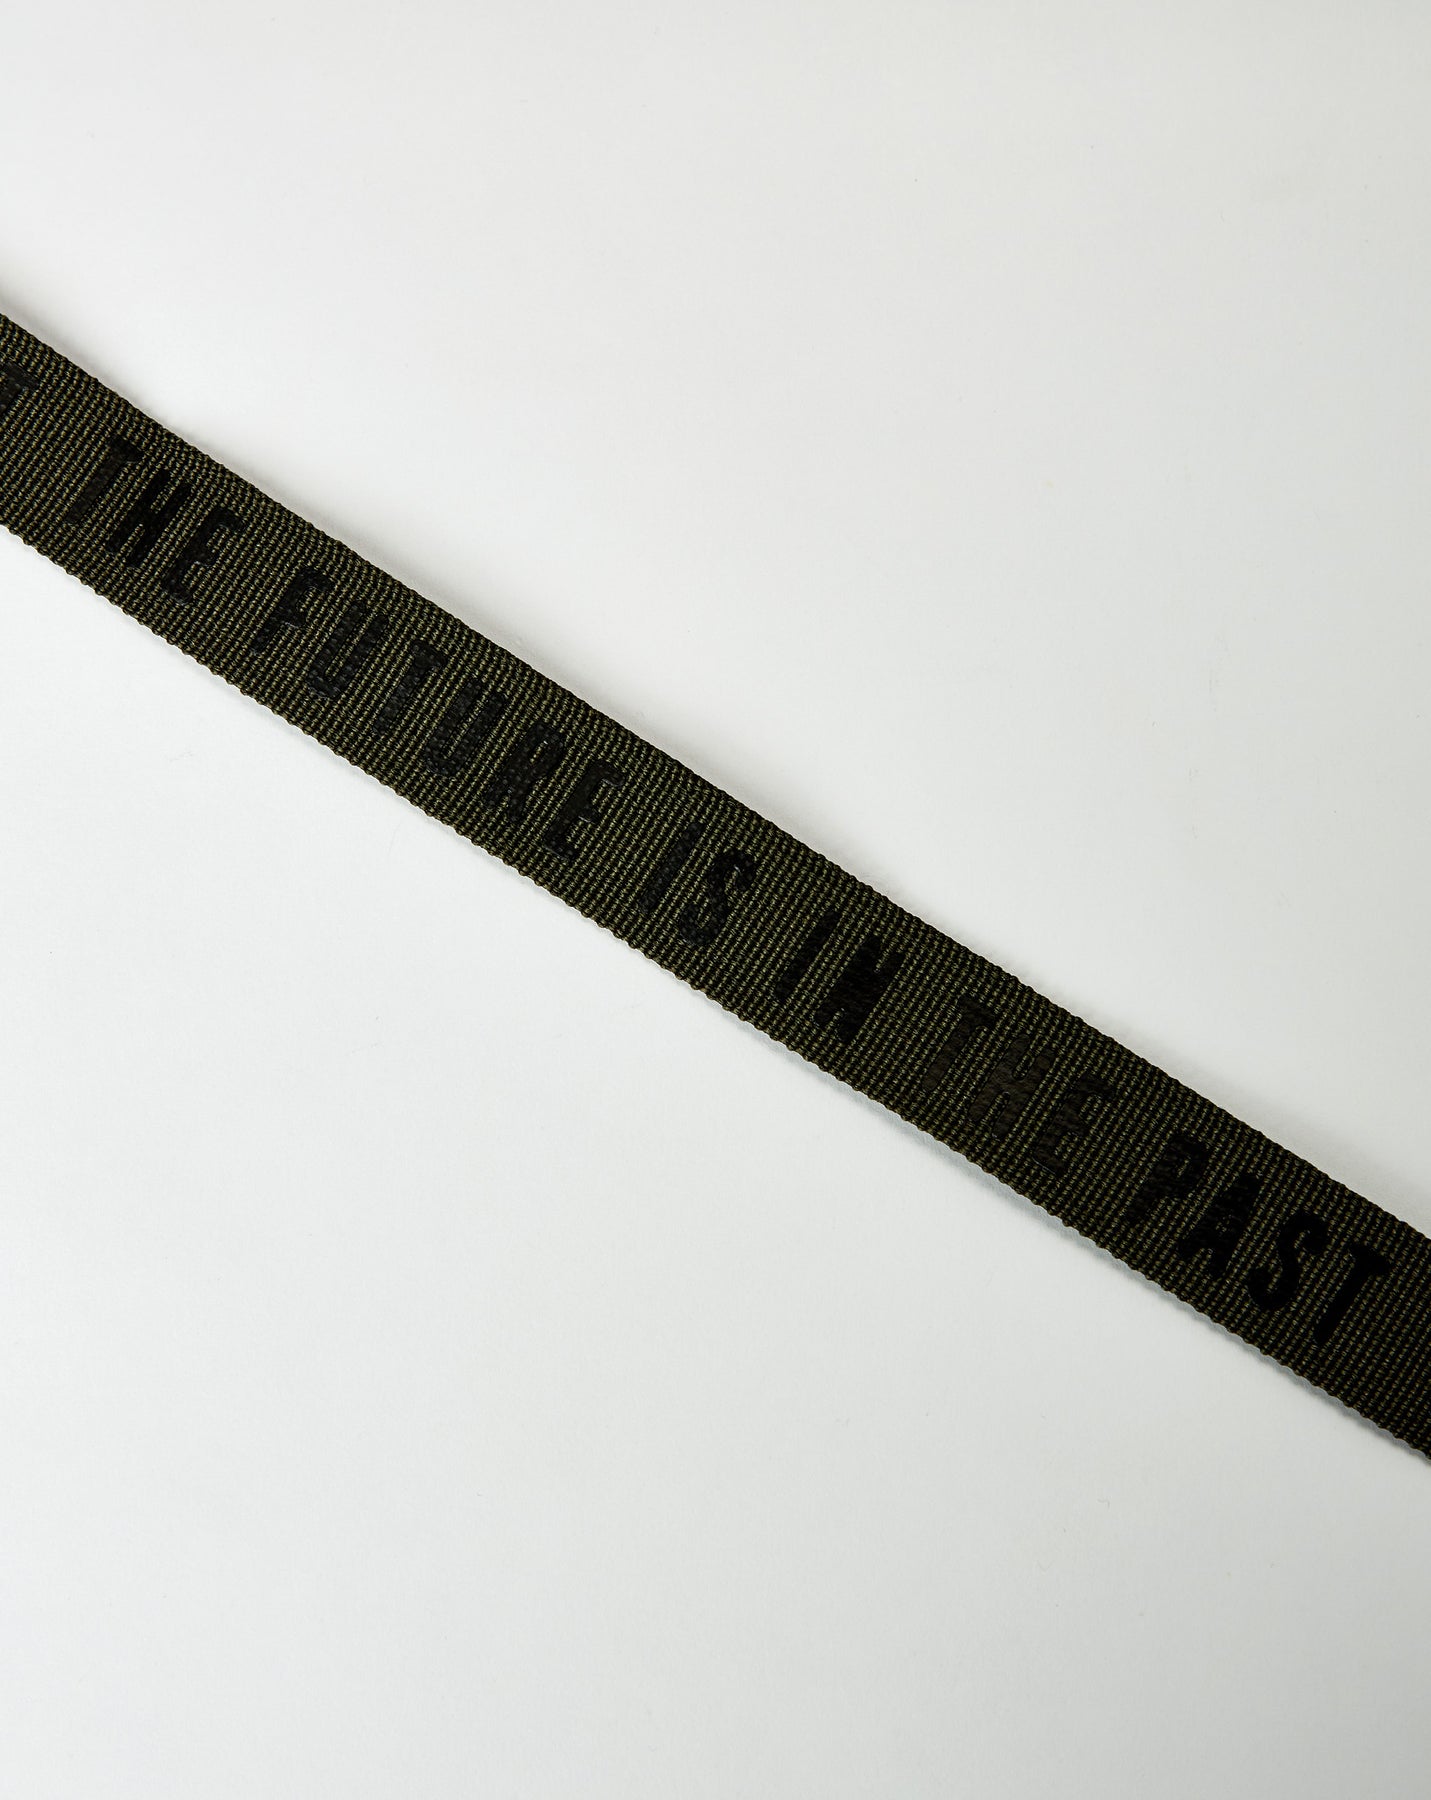 THE FUTURE IS IN THE PAST